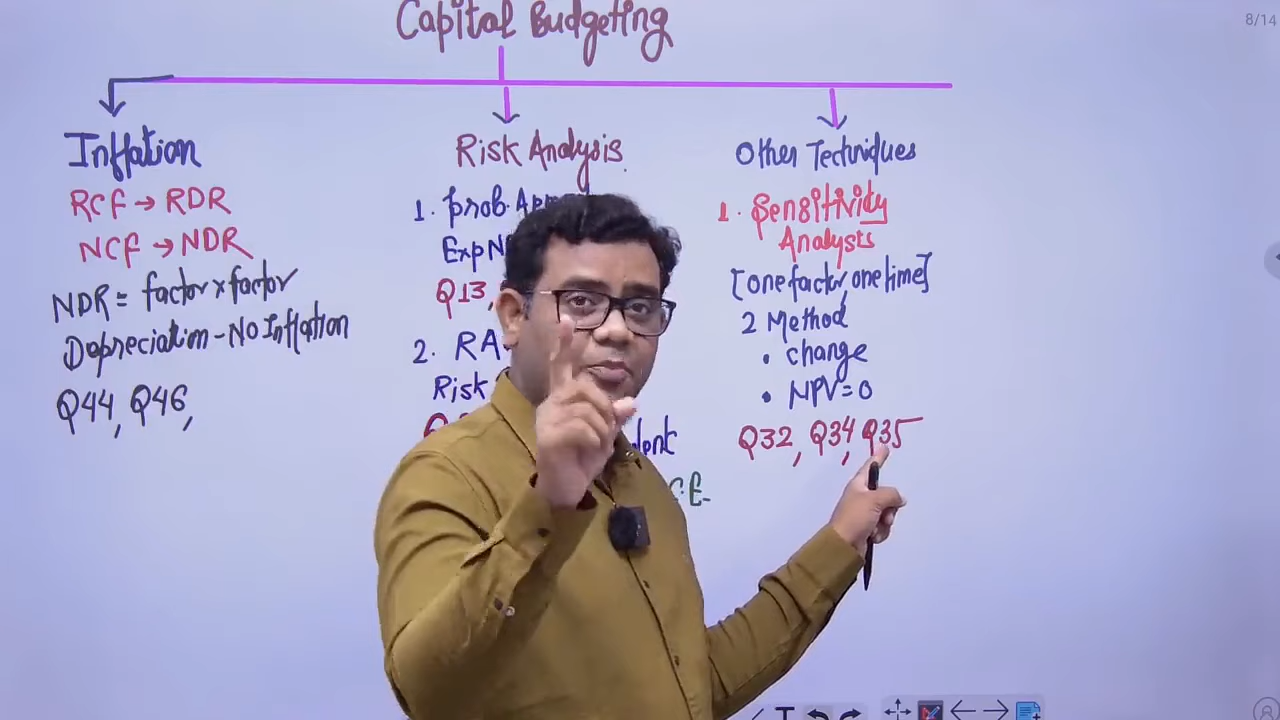 Capital Budgeting
8/14
Inflation
RCF → RDR
NCF → NDR
NDR = factor x factor
Depreciation - No Inflation
Q44, Q46,
Risk Analysis
1. Prob.
Q13,
2.
Risk
Other Techniques
1. Sensitivity
Analysts
[one factor, one time]
2 Method
• change
• NPV=0
Q32, Q34, Q35